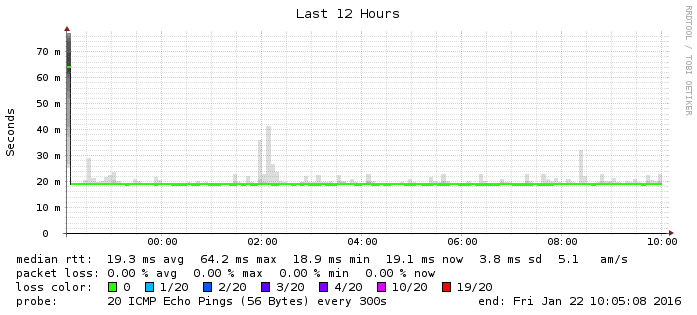 Last 12 Hours
RRDTOOL / TOBI OETIKER
Seconds
70 m
60 m
50 m
40 m
30 m
20 m
10 m
0
00:00 02:00 04:00 06:00 08:00 10:00
median rtt: 19.3 ms avg 64.2 ms max 18.9 ms min 19.1 ms now 3.8 ms sd 5.1 am/s
packet loss: 0.00 % avg 0.00 % max 0.00 % min 0.00 % now
loss color: 0 1/20 2/20 3/20 4/20 10/20 19/20
probe: 20 ICMP Echo Pings (56 Bytes) every 300s end: Fri Jan 22 10:05:08 2016